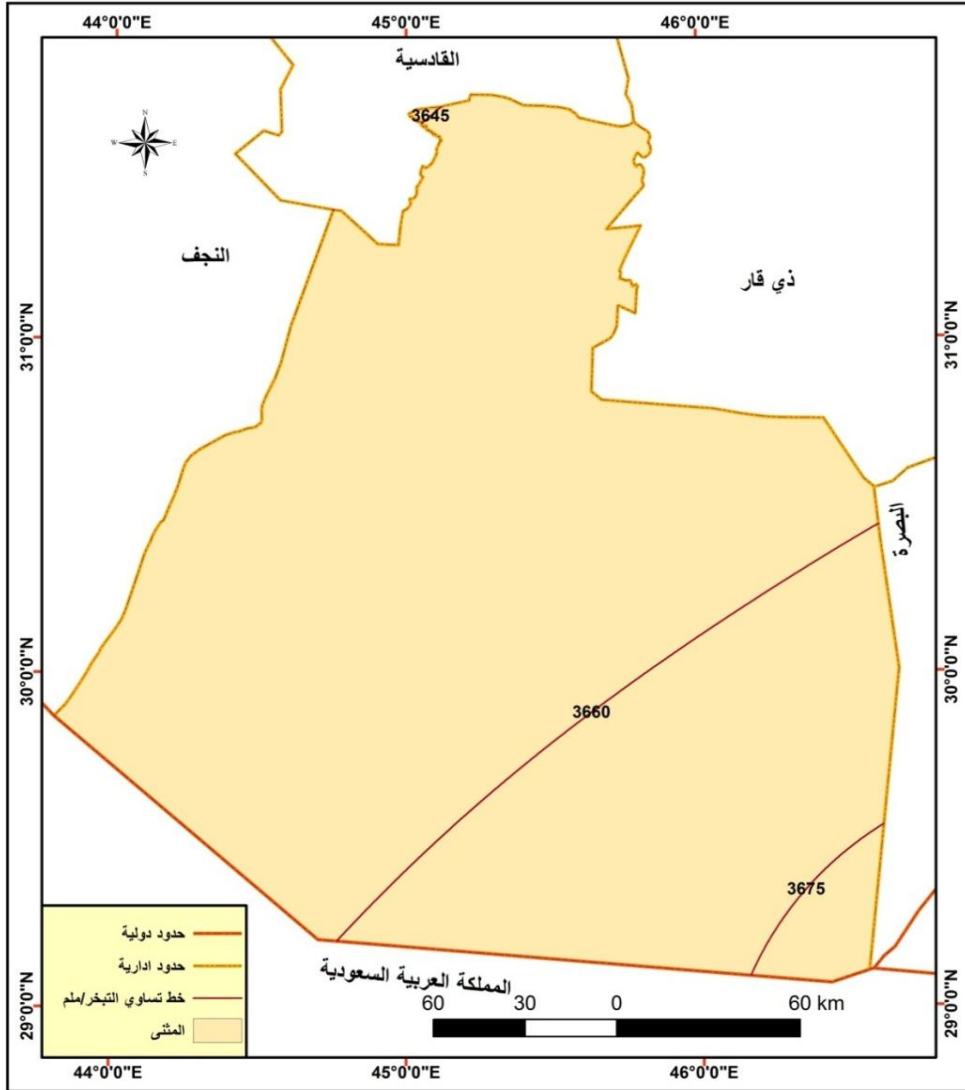 44°0'0"E
45°0'0"E
46°0'0"E
القادسية
3645
N
W
E
S
النجف
ذي قار
31°0'0"N
31°0'0"N
البصرة
30°0'0"N
30°0'0"N
3660
3675
حدود دولية
حدود ادارية
خط تساوي التبخر/ملم
المثنى
المملكة العربية السعودية
60
30
0
60 km
29°0'0"N
29°0'0"N
44°0'0"E
45°0'0"E
46°0'0"E